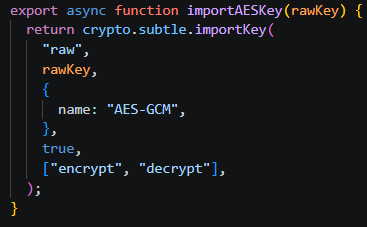 export async function importAESKey(rawKey) {
  return crypto.subtle.importKey(
    "raw",
    rawKey,
    {
      name: "AES-GCM",
    },
    true,
    ["encrypt", "decrypt"],
  );
}